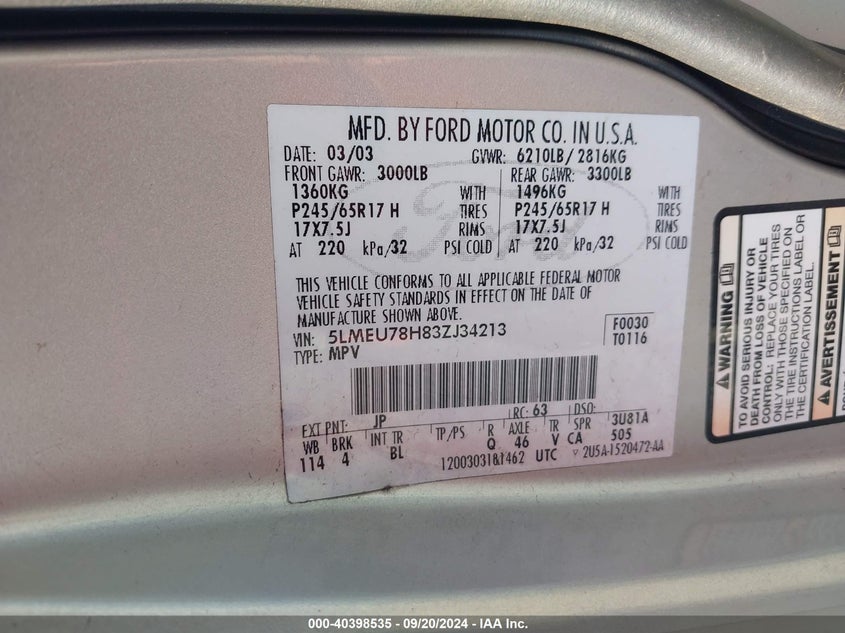 MFD. BY FORD MOTOR CO. IN U.S.A.
DATE: 03/03 GVWR: 6210LB/ 2816KG
FRONT GAWR: 3000LB REAR GAWR: 3300LB
1360KG WITH 1496KG WITH
P245/65R17 H TIRES P245/65R17 H TIRES
17X7.5J RIMS 17X7.5J RIMS
AT 220 kPa/32 PSI COLD AT 220 kPa/32 PSI COLD
Ford
THIS VEHICLE CONFORMS TO ALL APPLICABLE FEDERAL MOTOR
VEHICLE SAFETY STANDARDS IN EFFECT ON THE DATE OF
MANUFACTURE SHOWN ABOVE.
VIN: 5LMEU78H83ZJ34213 F0030
TYPE: MPV T0116
EXT PNT: JP RC: 63 DSO:
WB BRK INT TR TP/PS R AXLE TR SPR 3U81A
114 4 BL Q 46 V CA 505
12003031&1462 UTC ▽ 2U5A-1520472-AA
⚠ WARNING
TO AVOID SERIOUS INJURY OR
DEATH FROM LOSS OF VEHICLE
CONTROL: REPLACE YOUR TIRES
ONLY WITH THOSE SPECIFIED ON
THE TIRE INSTRUCTIONS LABEL OR
THE CERTIFICATION LABEL.
⚠ AVERTISSEMENT
000-40398535 - 09/20/2024 - IAA Inc.